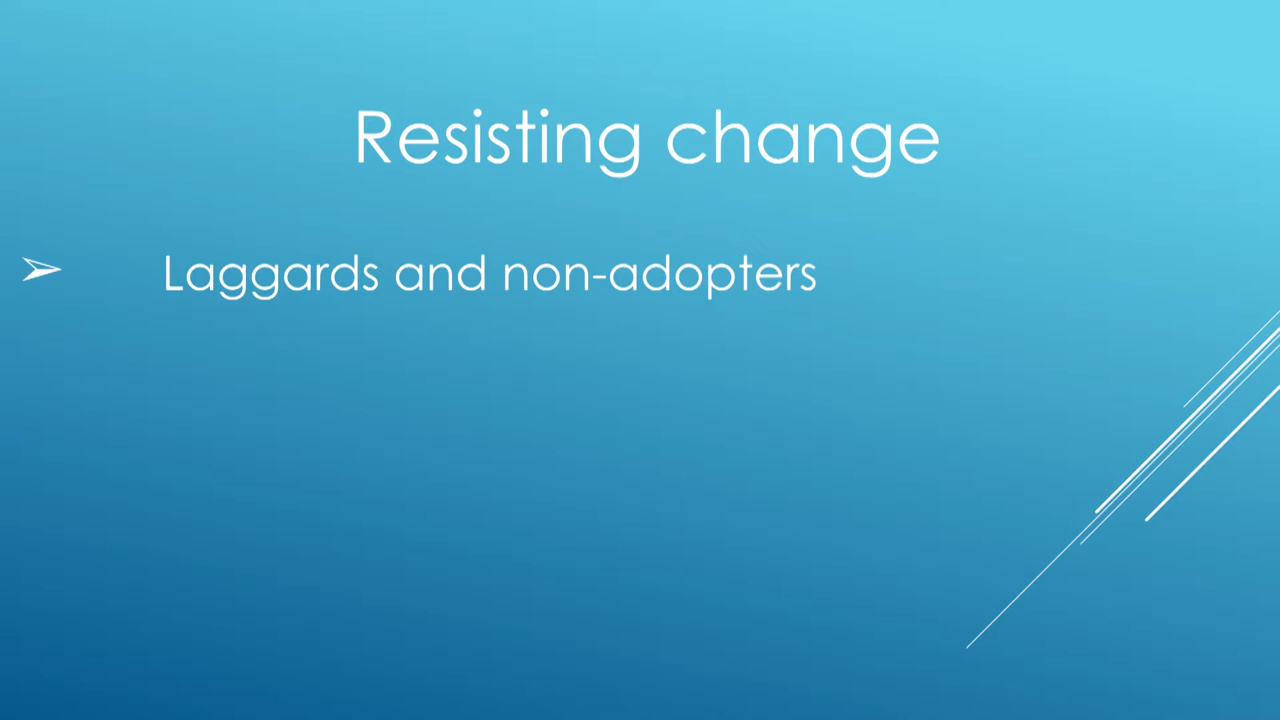 Resisting change
➢ Laggards and non-adopters